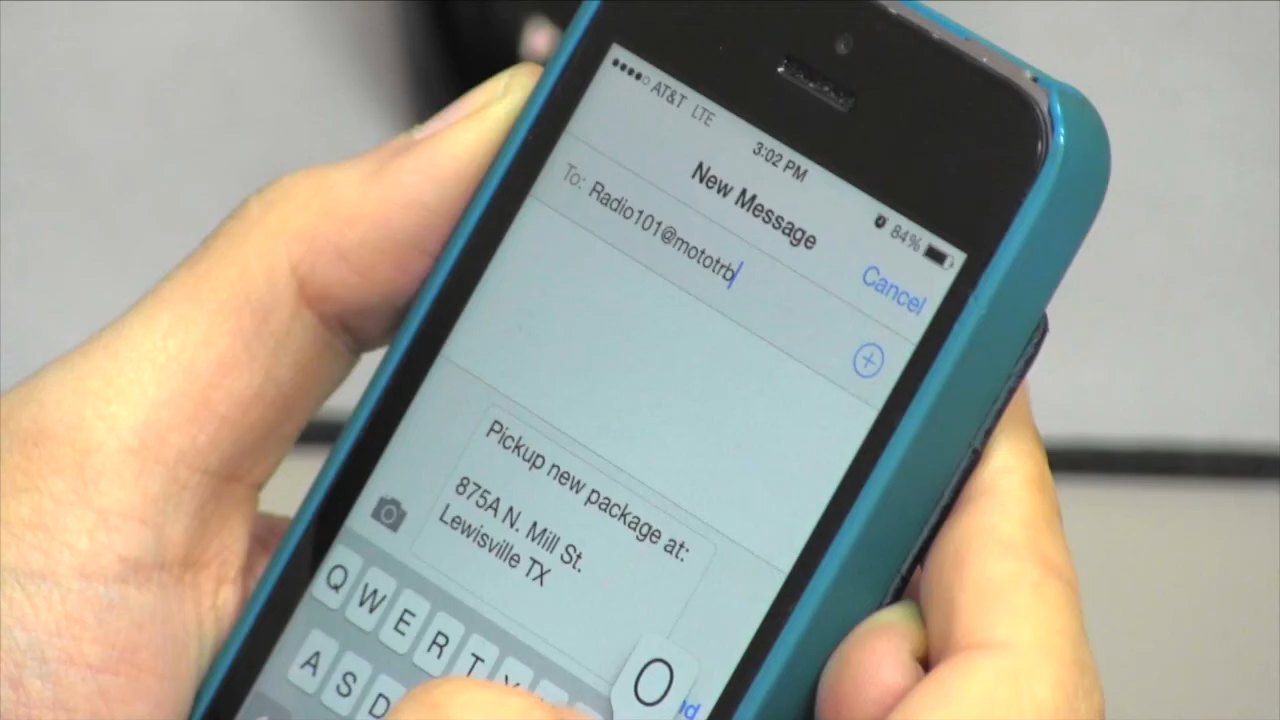 AT&T LTE 3:02 PM 84%
New Message
Cancel
To: Radio101@mototrb
Pickup new package at:
875A N. Mill St.
Lewisville TX
Q W E R T Y
O
A S D